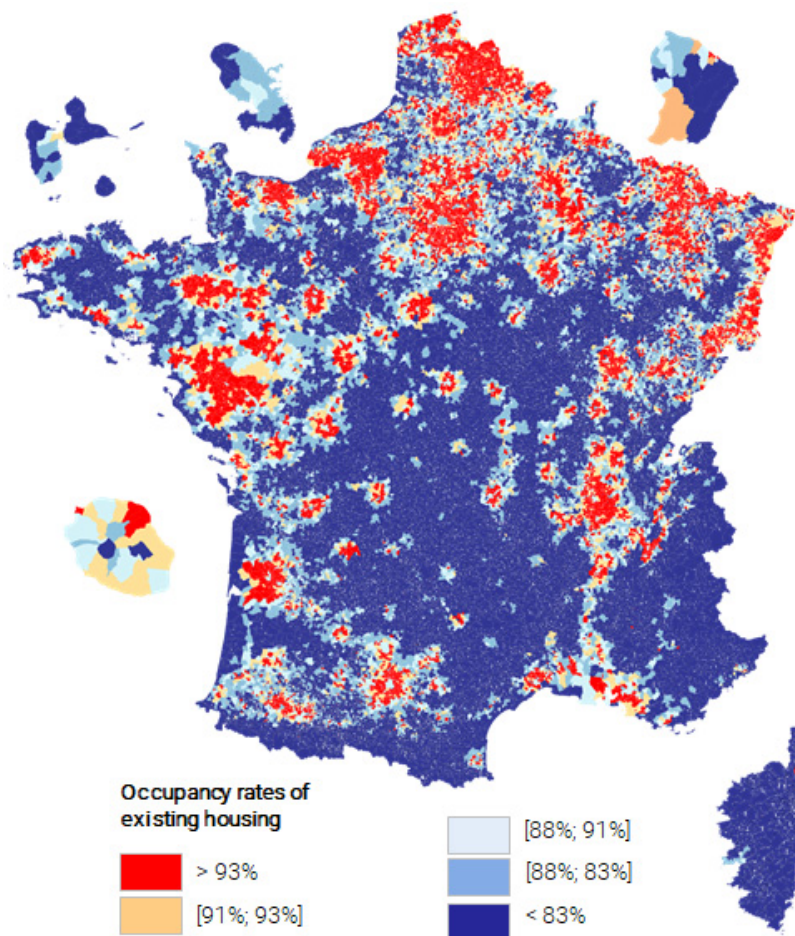 Occupancy rates of
existing housing
> 93%
[91%; 93%]
[88%; 91%]
[88%; 83%]
< 83%